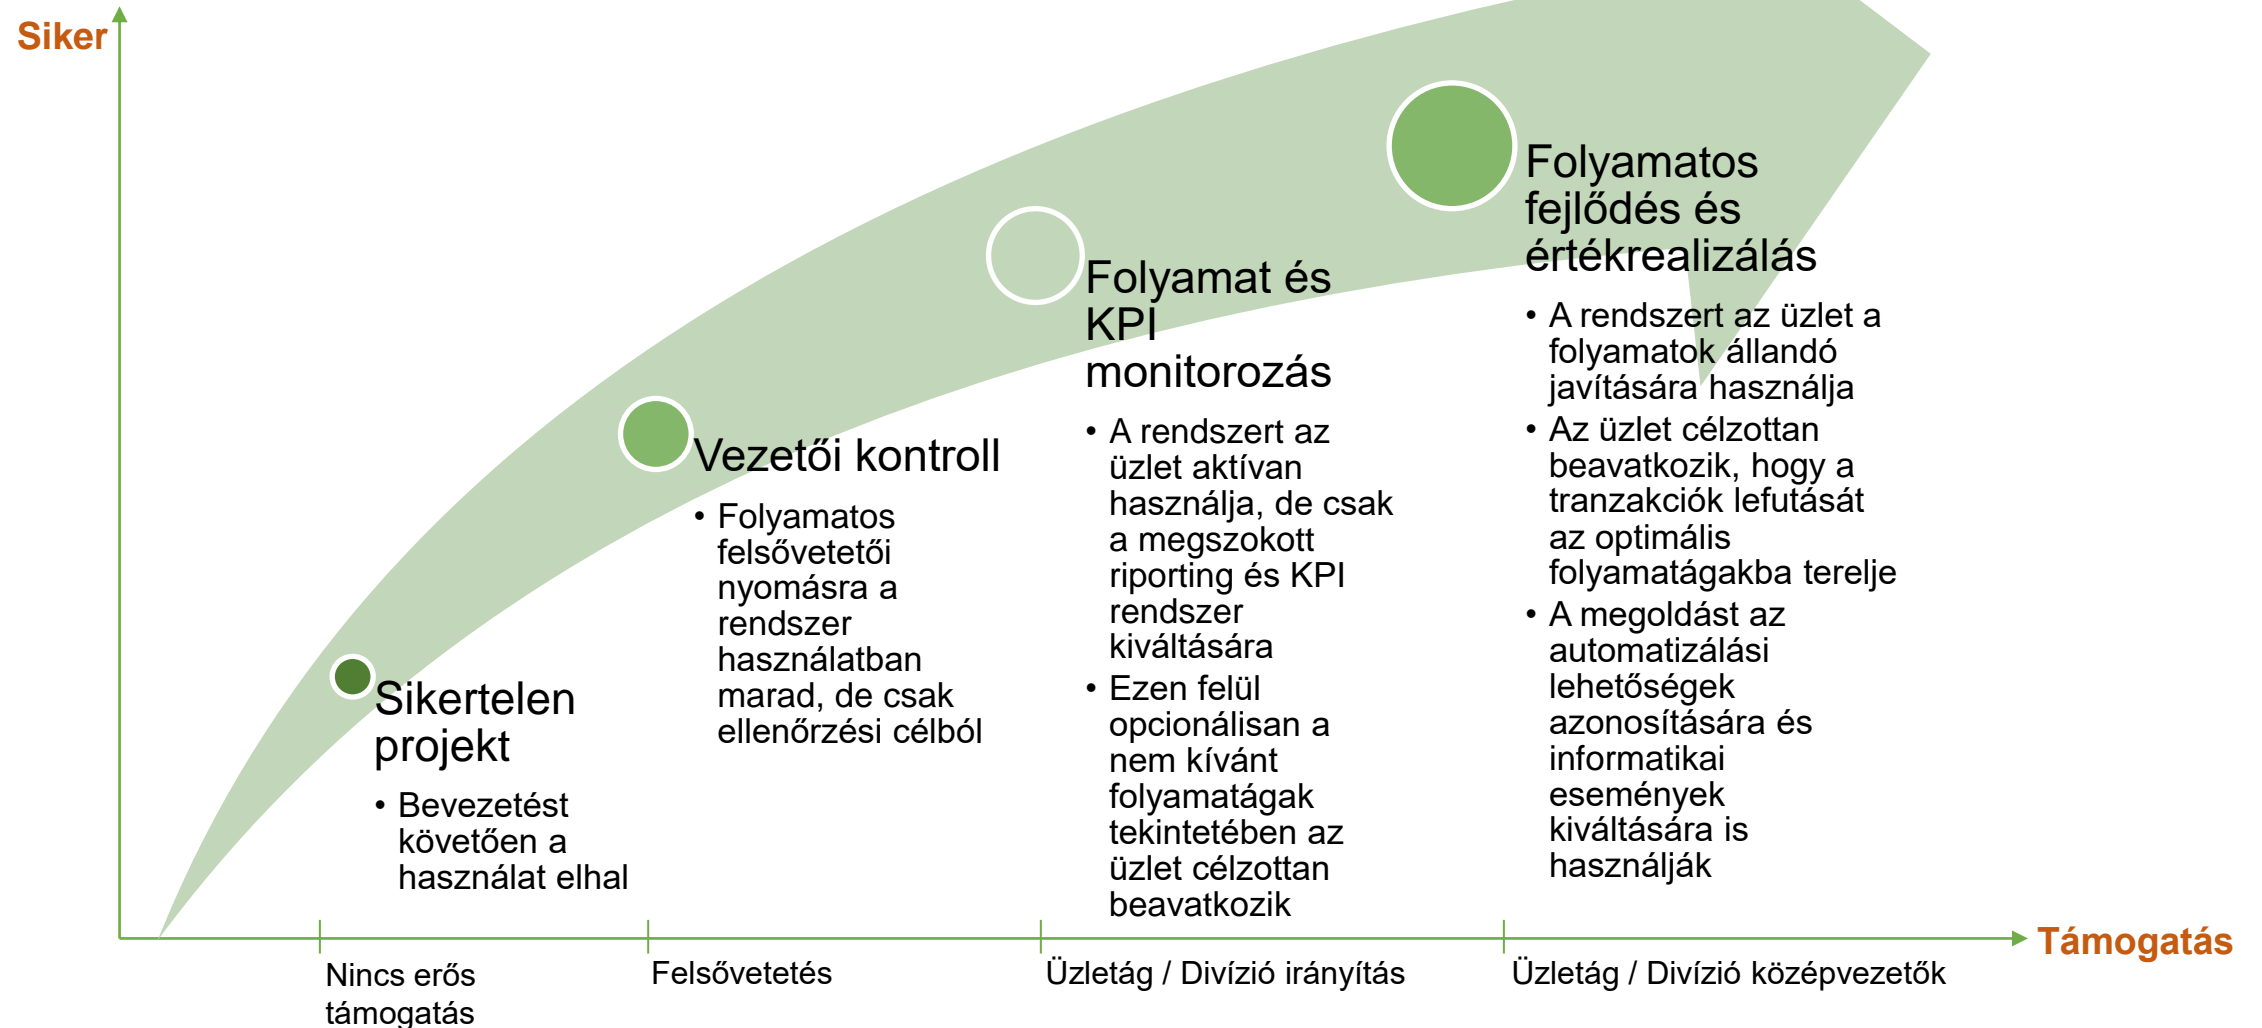 Siker
Sikertelen
projekt
• Bevezetést
követően a
használat elhal
Vezetői kontroll
• Folyamatos
felsővetetői
nyomásra a
rendszer
használatban
marad, de csak
ellenőrzési célból
Folyamat és
KPI
monitorozás
• A rendszert az
üzlet aktívan
használja, de csak
a megszokott
riporting és KPI
rendszer
kiváltására
• Ezen felül
opcionálisan a
nem kívánt
folyamatágak
tekintetében az
üzlet célzottan
beavatkozik
Folyamatos
fejlődés és
értékrealizálás
• A rendszert az üzlet a
folyamatok állandó
javítására használja
• Az üzlet célzottan
beavatkozik, hogy a
tranzakciók lefutását
az optimális
folyamatágakba terelje
• A megoldást az
automatizálási
lehetőségek
azonosítására és
informatikai
események
kiváltására is
használják
Támogatás
Nincs erős
támogatás
Felsővetetés
Üzletág / Divízió irányítás
Üzletág / Divízió középvezetők